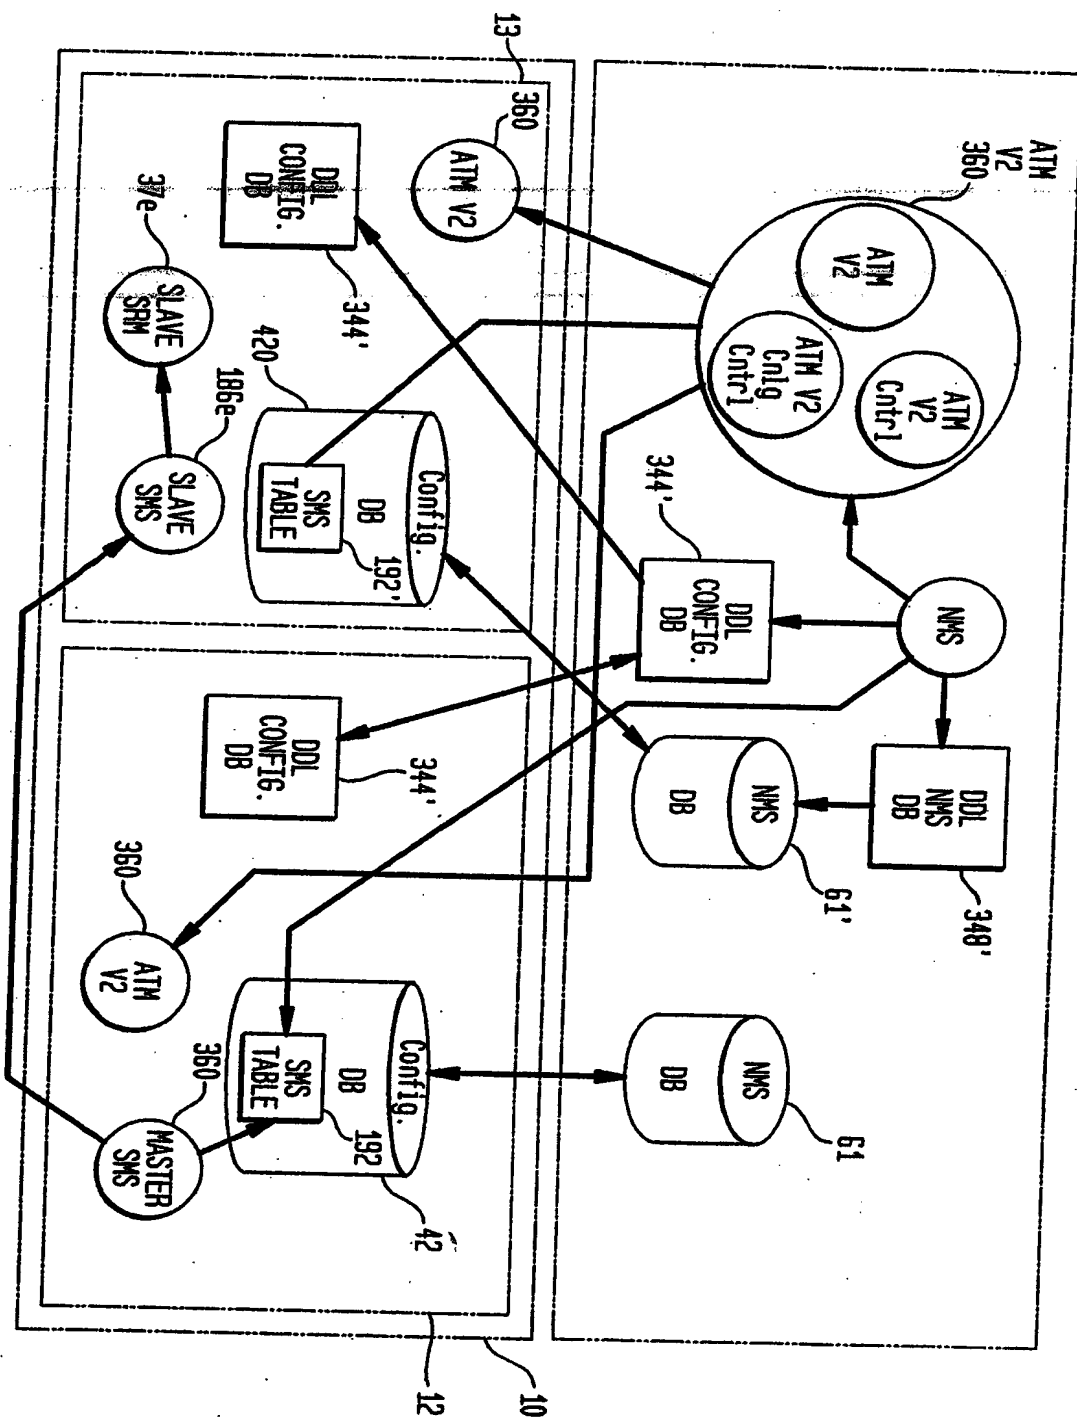 ATM
V2
360
ATM
V2
ATM V2
Cntrl
ATM V2
Cnig
Cntrl
NMS
DDL
NMS
DB
348'
344'
DDL
CONFIG.
DB
NMS
DB
61'
NMS
DB
61
13
360
ATM V2
DDL
CONFIG.
DB
344'
420
Config.
DB
SMS
TABLE
192'
37e
SLAVE
SRM
186e
SLAVE
SMS
DDL
CONFIG.
DB
344'
360
ATM
V2
Config.
DB
SMS
TABLE
192
42
360
MASTER
SMS
12
10